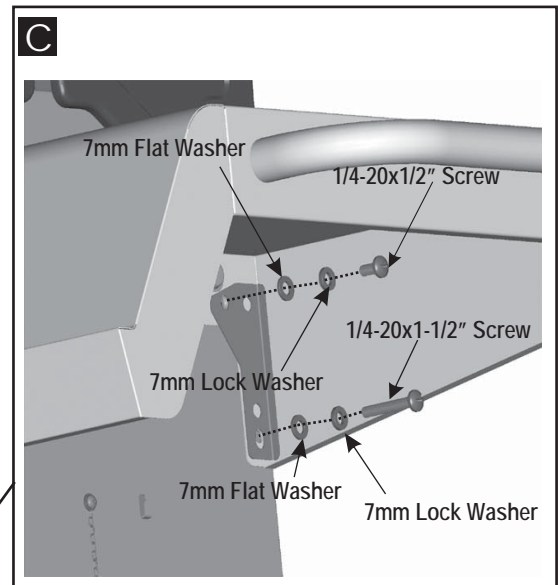 C
7mm Flat Washer
1/4-20x1/2" Screw
1/4-20x1-1/2" Screw
7mm Lock Washer
7mm Flat Washer
7mm Lock Washer